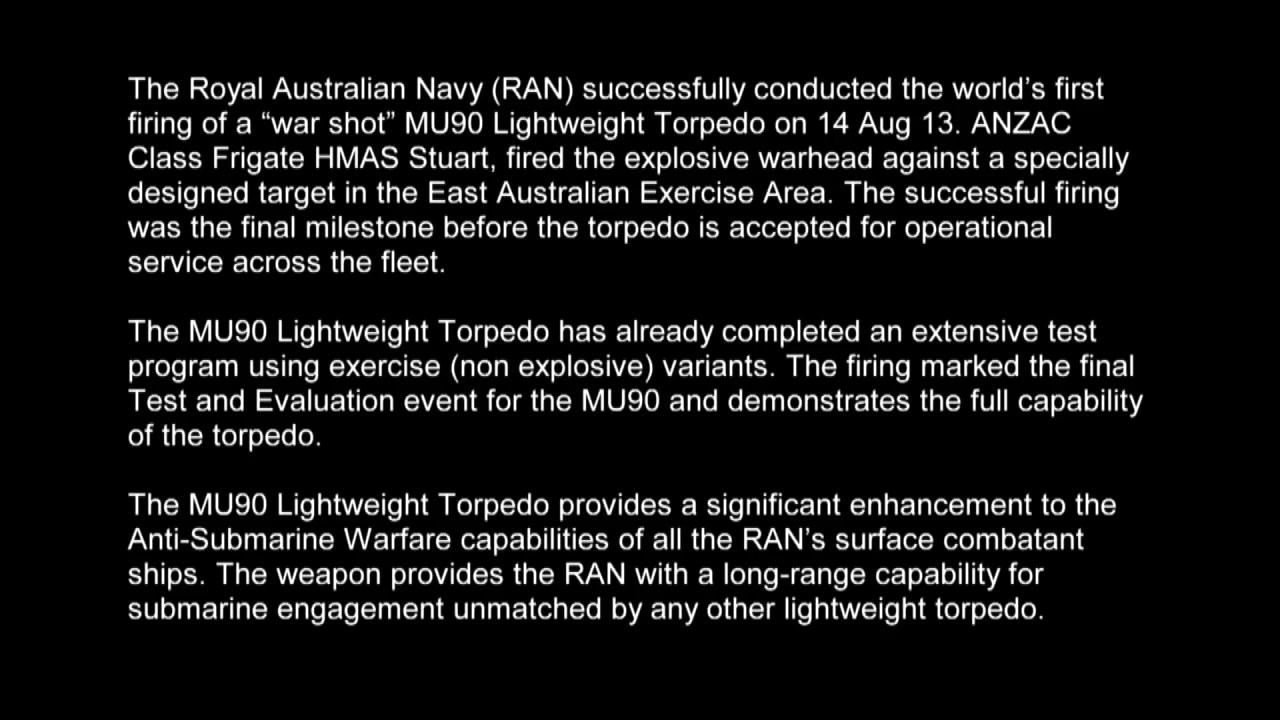 The Royal Australian Navy (RAN) successfully conducted the world’s first
firing of a “war shot” MU90 Lightweight Torpedo on 14 Aug 13. ANZAC
Class Frigate HMAS Stuart, fired the explosive warhead against a specially
designed target in the East Australian Exercise Area. The successful firing
was the final milestone before the torpedo is accepted for operational
service across the fleet.
The MU90 Lightweight Torpedo has already completed an extensive test
program using exercise (non explosive) variants. The firing marked the final
Test and Evaluation event for the MU90 and demonstrates the full capability
of the torpedo.
The MU90 Lightweight Torpedo provides a significant enhancement to the
Anti-Submarine Warfare capabilities of all the RAN’s surface combatant
ships. The weapon provides the RAN with a long-range capability for
submarine engagement unmatched by any other lightweight torpedo.